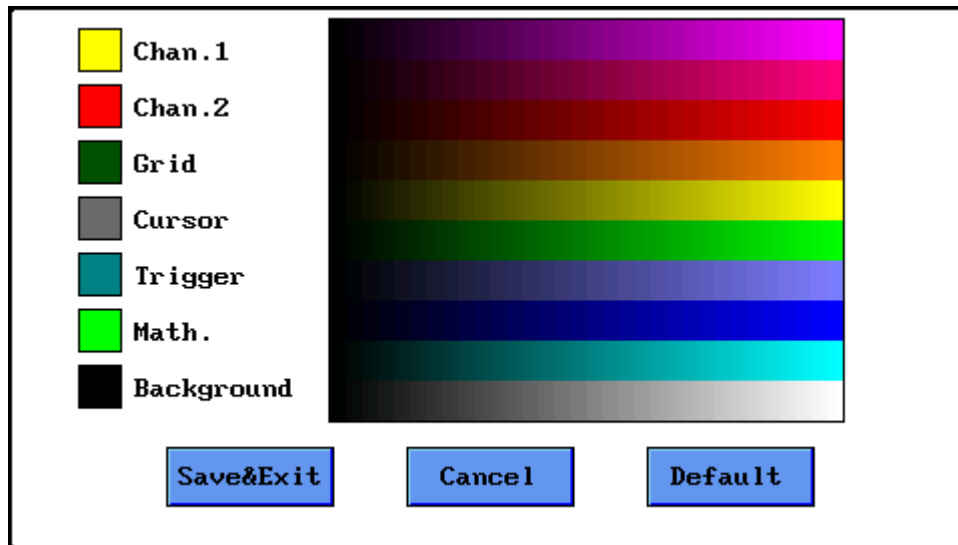 Chan.1
Chan.2
Grid
Cursor
Trigger
Math.
Background
Save&Exit
Cancel
Default